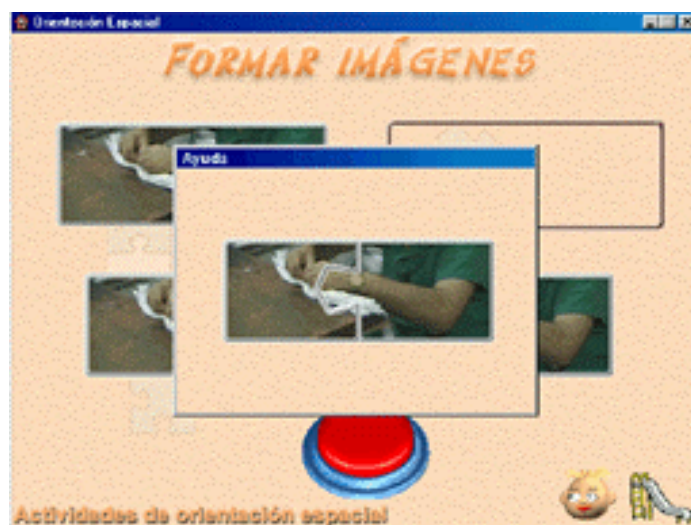 Orientación Espacial
FORMAR IMÁGENES
Ayuda
Actividades de orientación espacial